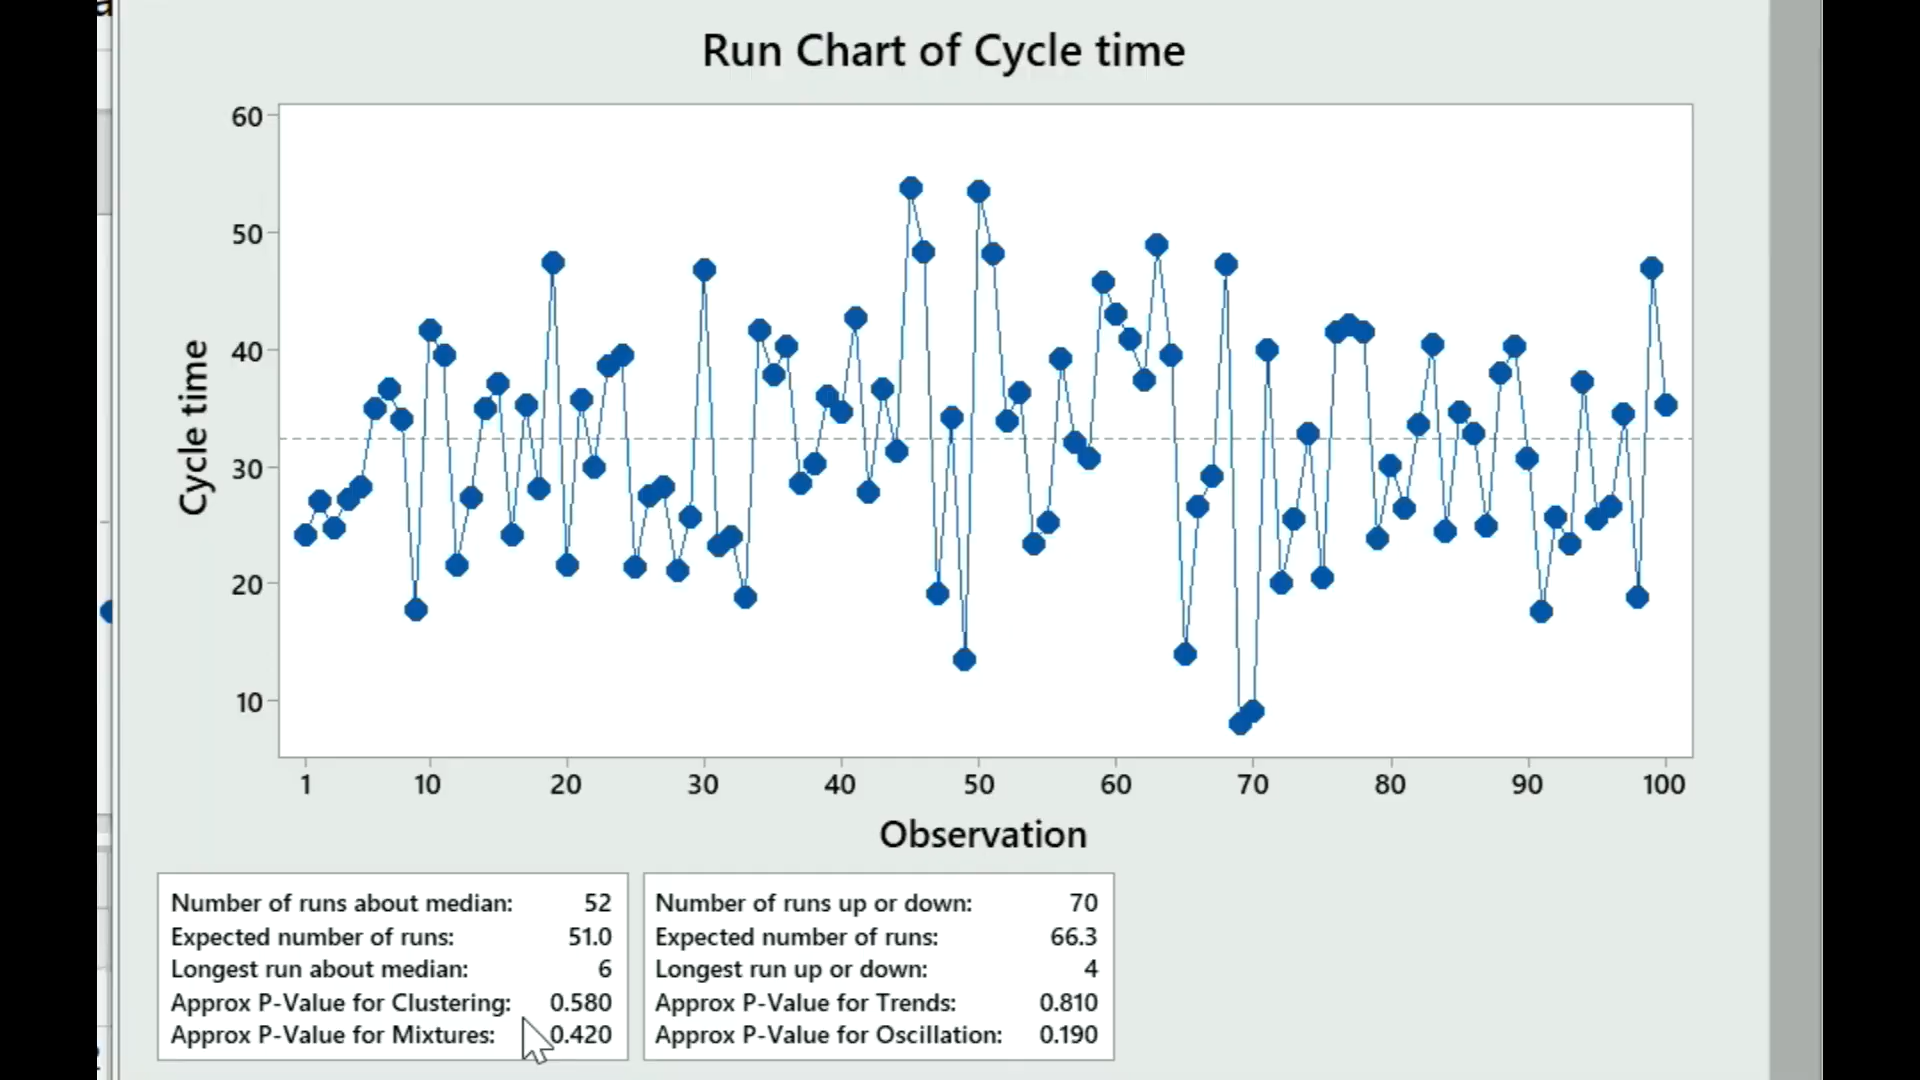 Run Chart of Cycle time
60
50
40
30
20
10
Cycle time
1 10 20 30 40 50 60 70 80 90 100
Observation
Number of runs about median: 52
Expected number of runs: 51.0
Longest run about median: 6
Approx P-Value for Clustering: 0.580
Approx P-Value for Mixtures: 0.420
Number of runs up or down: 70
Expected number of runs: 66.3
Longest run up or down: 4
Approx P-Value for Trends: 0.810
Approx P-Value for Oscillation: 0.190